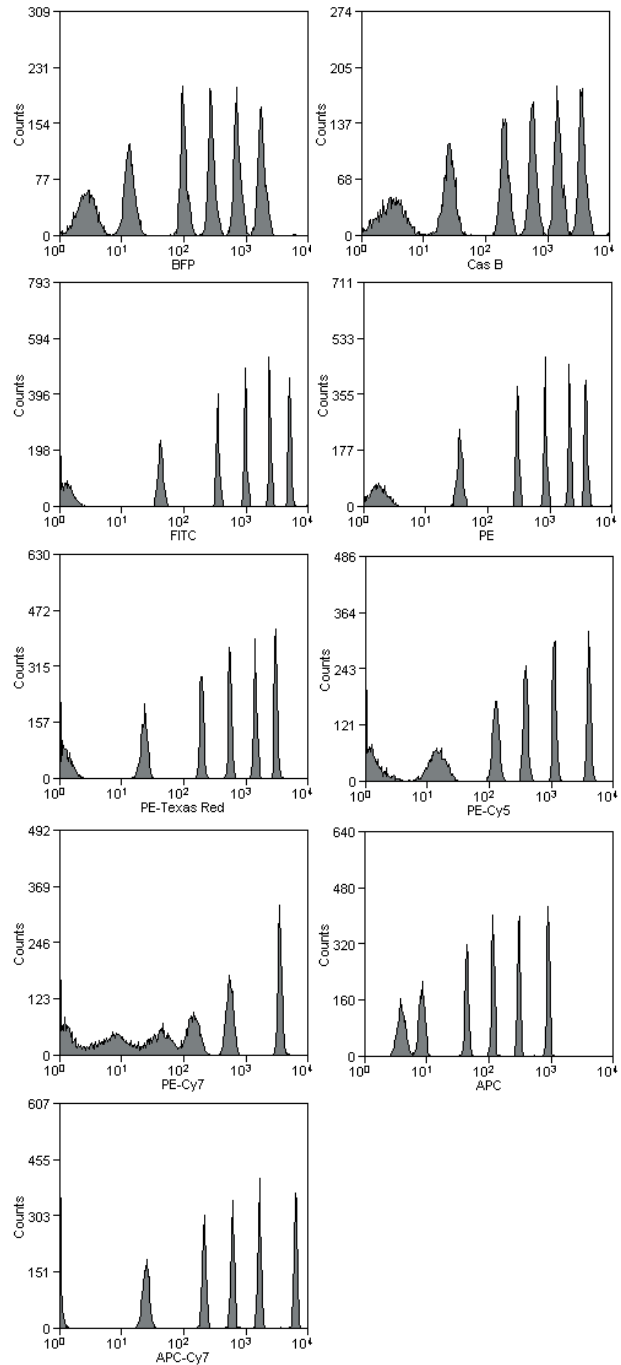 309
231
154
77
0
Counts
10⁰ 10¹ 10² 10³ 10⁴
BFP
274
205
137
68
0
Counts
10⁰ 10¹ 10² 10³ 10⁴
Cas B
793
594
396
198
0
Counts
10⁰ 10¹ 10² 10³ 10⁴
FITC
711
533
355
177
0
Counts
10⁰ 10¹ 10² 10³ 10⁴
PE
630
472
315
157
0
Counts
10⁰ 10¹ 10² 10³ 10⁴
PE-Texas Red
486
364
243
121
0
Counts
10⁰ 10¹ 10² 10³ 10⁴
PE-Cy5
492
369
246
123
0
Counts
10⁰ 10¹ 10² 10³ 10⁴
PE-Cy7
640
480
320
160
0
Counts
10⁰ 10¹ 10² 10³ 10⁴
APC
607
455
303
151
0
Counts
10⁰ 10¹ 10² 10³ 10⁴
APC-Cy7